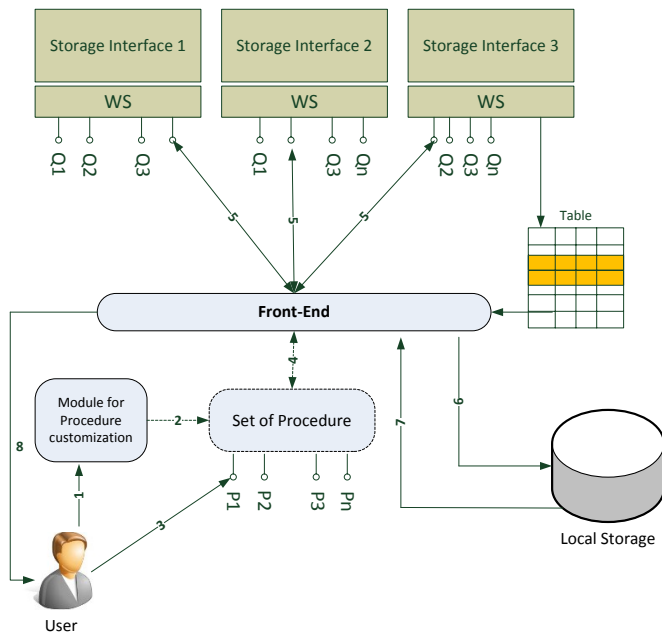 Storage Interface 1
Storage Interface 2
Storage Interface 3
WS
WS
WS
Q1
Q2
Q3
Q1
Q3
Qn
Q2
Q3
Qn
5
5
5
Table
Front-End
4
Module for
Procedure
customization
2
Set of Procedure
6
7
8
1
3
P1
P2
P3
Pn
Local Storage
User